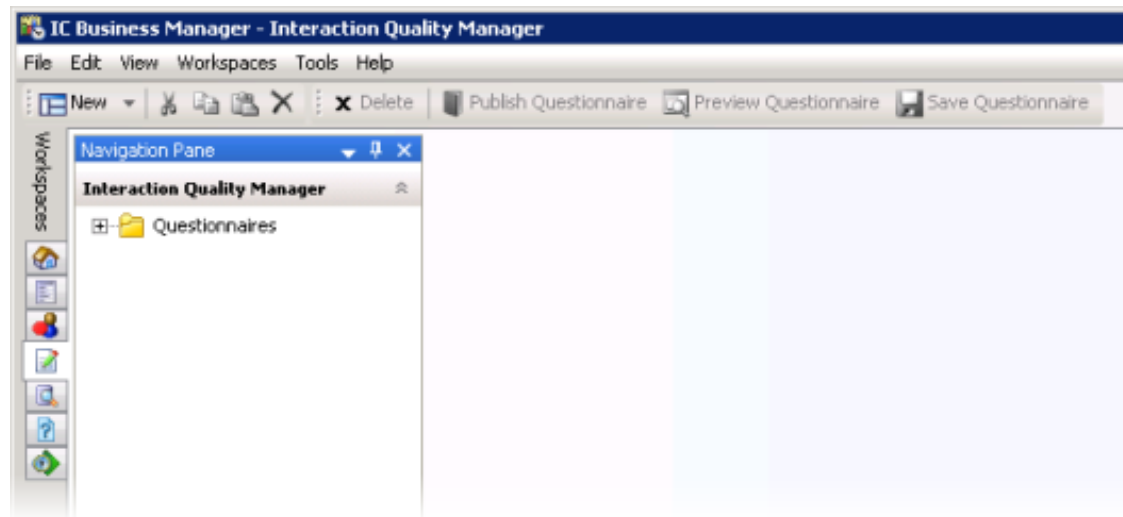 IC Business Manager - Interaction Quality Manager
File Edit View Workspaces Tools Help
New Delete Publish Questionnaire Preview Questionnaire Save Questionnaire
Workspaces
Navigation Pane
Interaction Quality Manager
Questionnaires